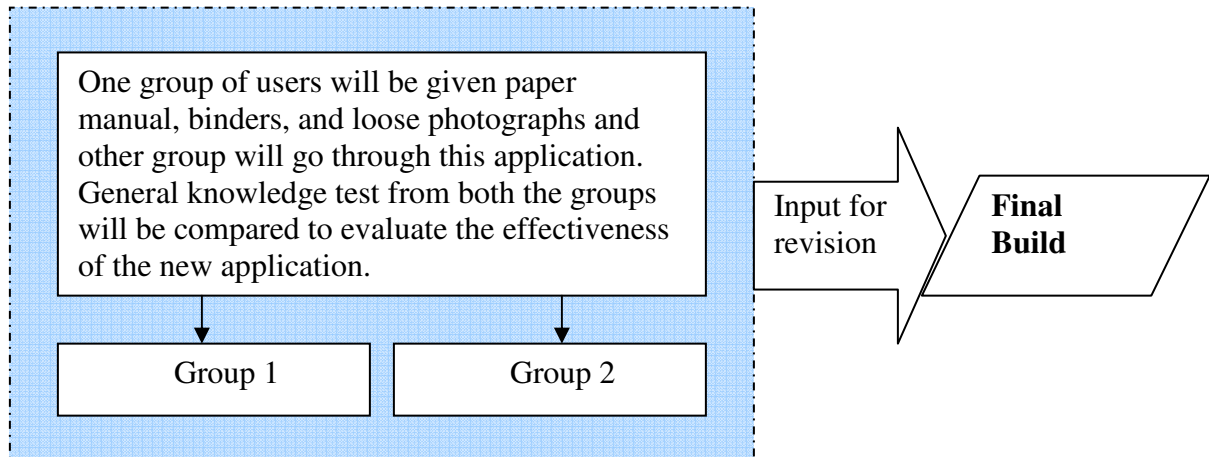 One group of users will be given paper
manual, binders, and loose photographs and
other group will go through this application.
General knowledge test from both the groups
will be compared to evaluate the effectiveness
of the new application.
Group 1
Group 2
Input for
revision
Final
Build